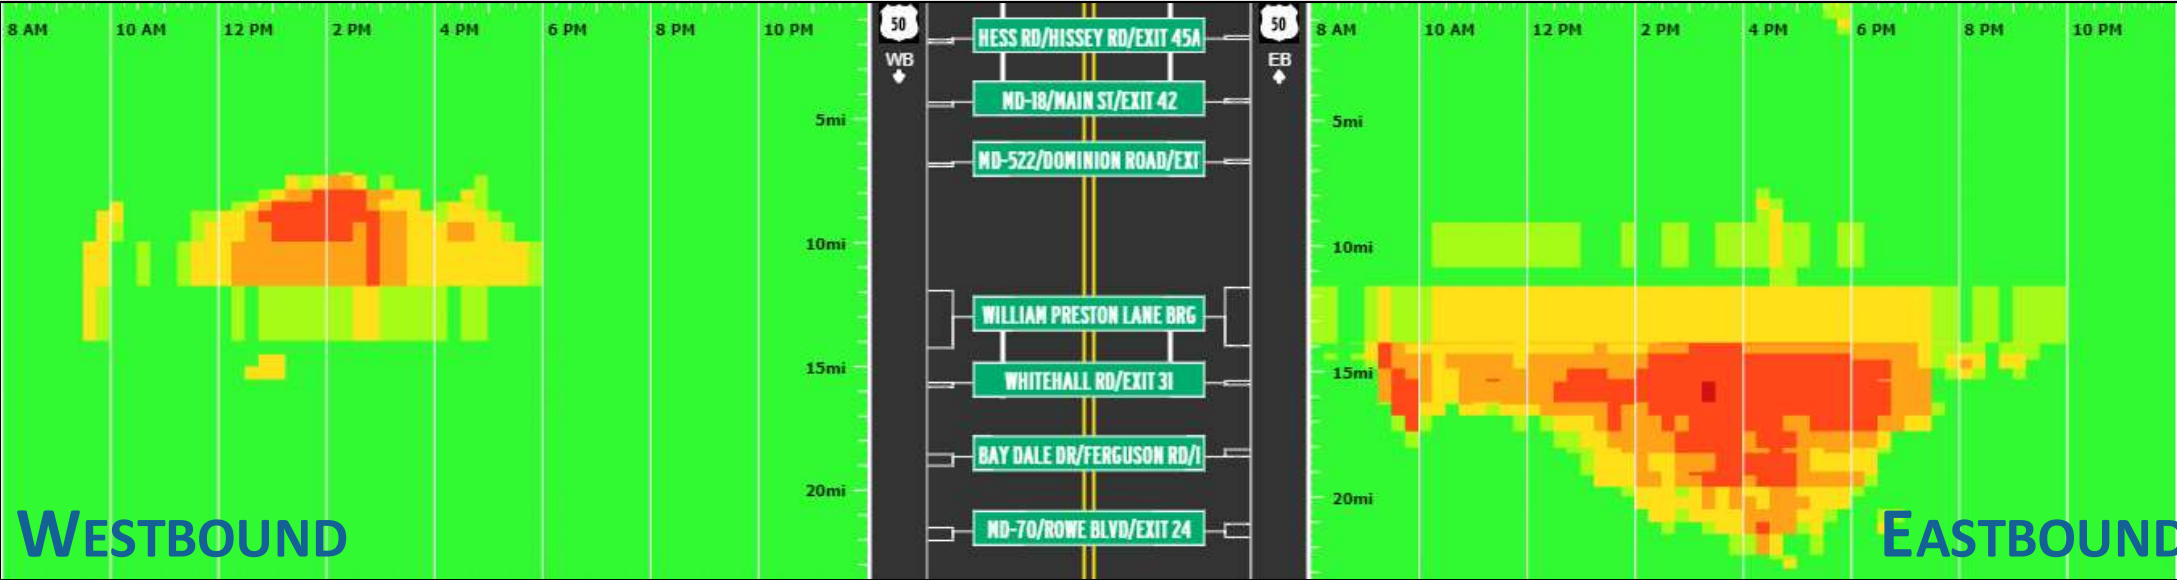 8 AM 10 AM 12 PM 2 PM 4 PM 6 PM 8 PM 10 PM
5mi
10mi
15mi
20mi
WESTBOUND
50
WB
HESS RD/HISSEY RD/EXIT 45A
MD-18/MAIN ST/EXIT 42
MD-522/DOMINION ROAD/EXI
WILLIAM PRESTON LANE BRG
WHITEHALL RD/EXIT 31
BAY DALE DR/FERGUSON RD/
MD-70/ROWE BLVD/EXIT 24
50
EB
8 AM 10 AM 12 PM 2 PM 4 PM 6 PM 8 PM 10 PM
5mi
10mi
15mi
20mi
EASTBOUND